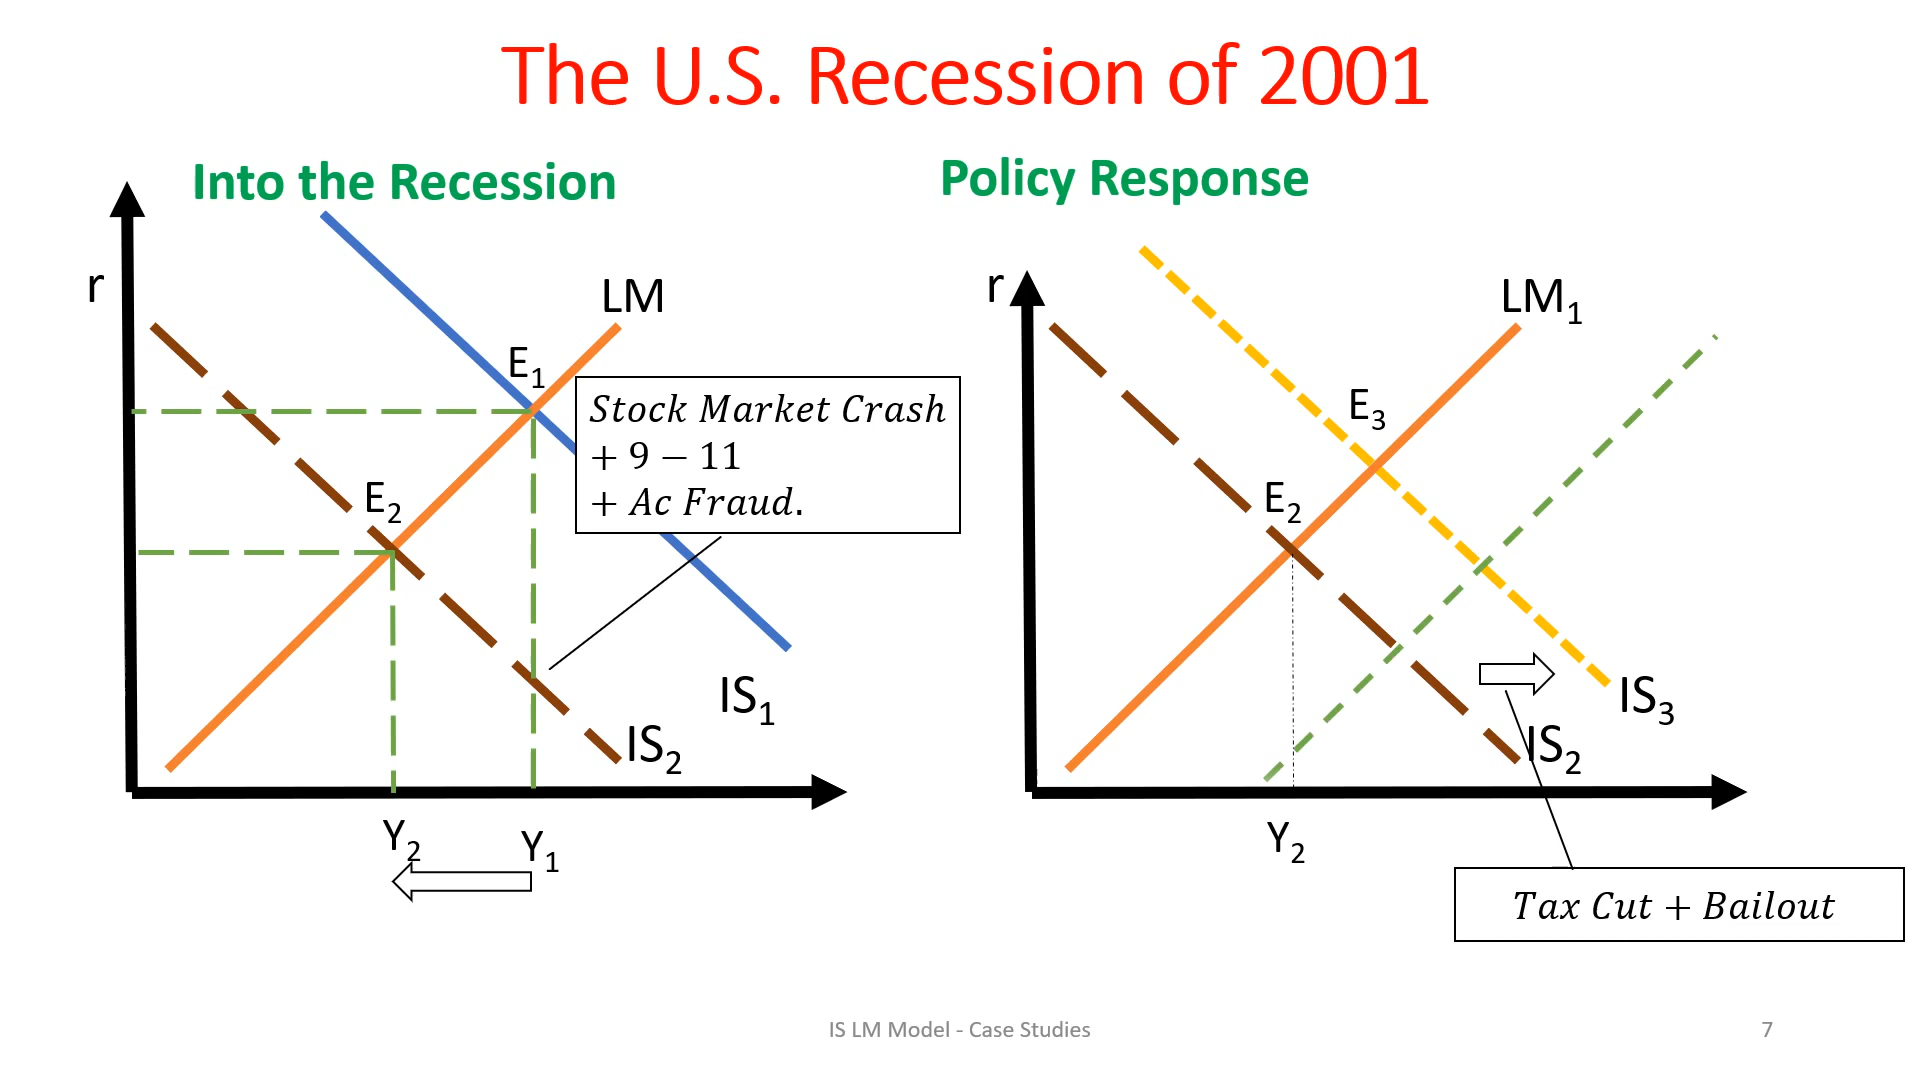 The U.S. Recession of 2001
Into the Recession
r
LM
E₁
Stock Market Crash
+ 9 − 11
+ Ac Fraud.
E₂
IS₁
IS₂
Y₂
Y₁
Policy Response
r
LM₁
E₃
E₂
IS₃
IS₂
Y₂
Tax Cut + Bailout
IS LM Model - Case Studies
7